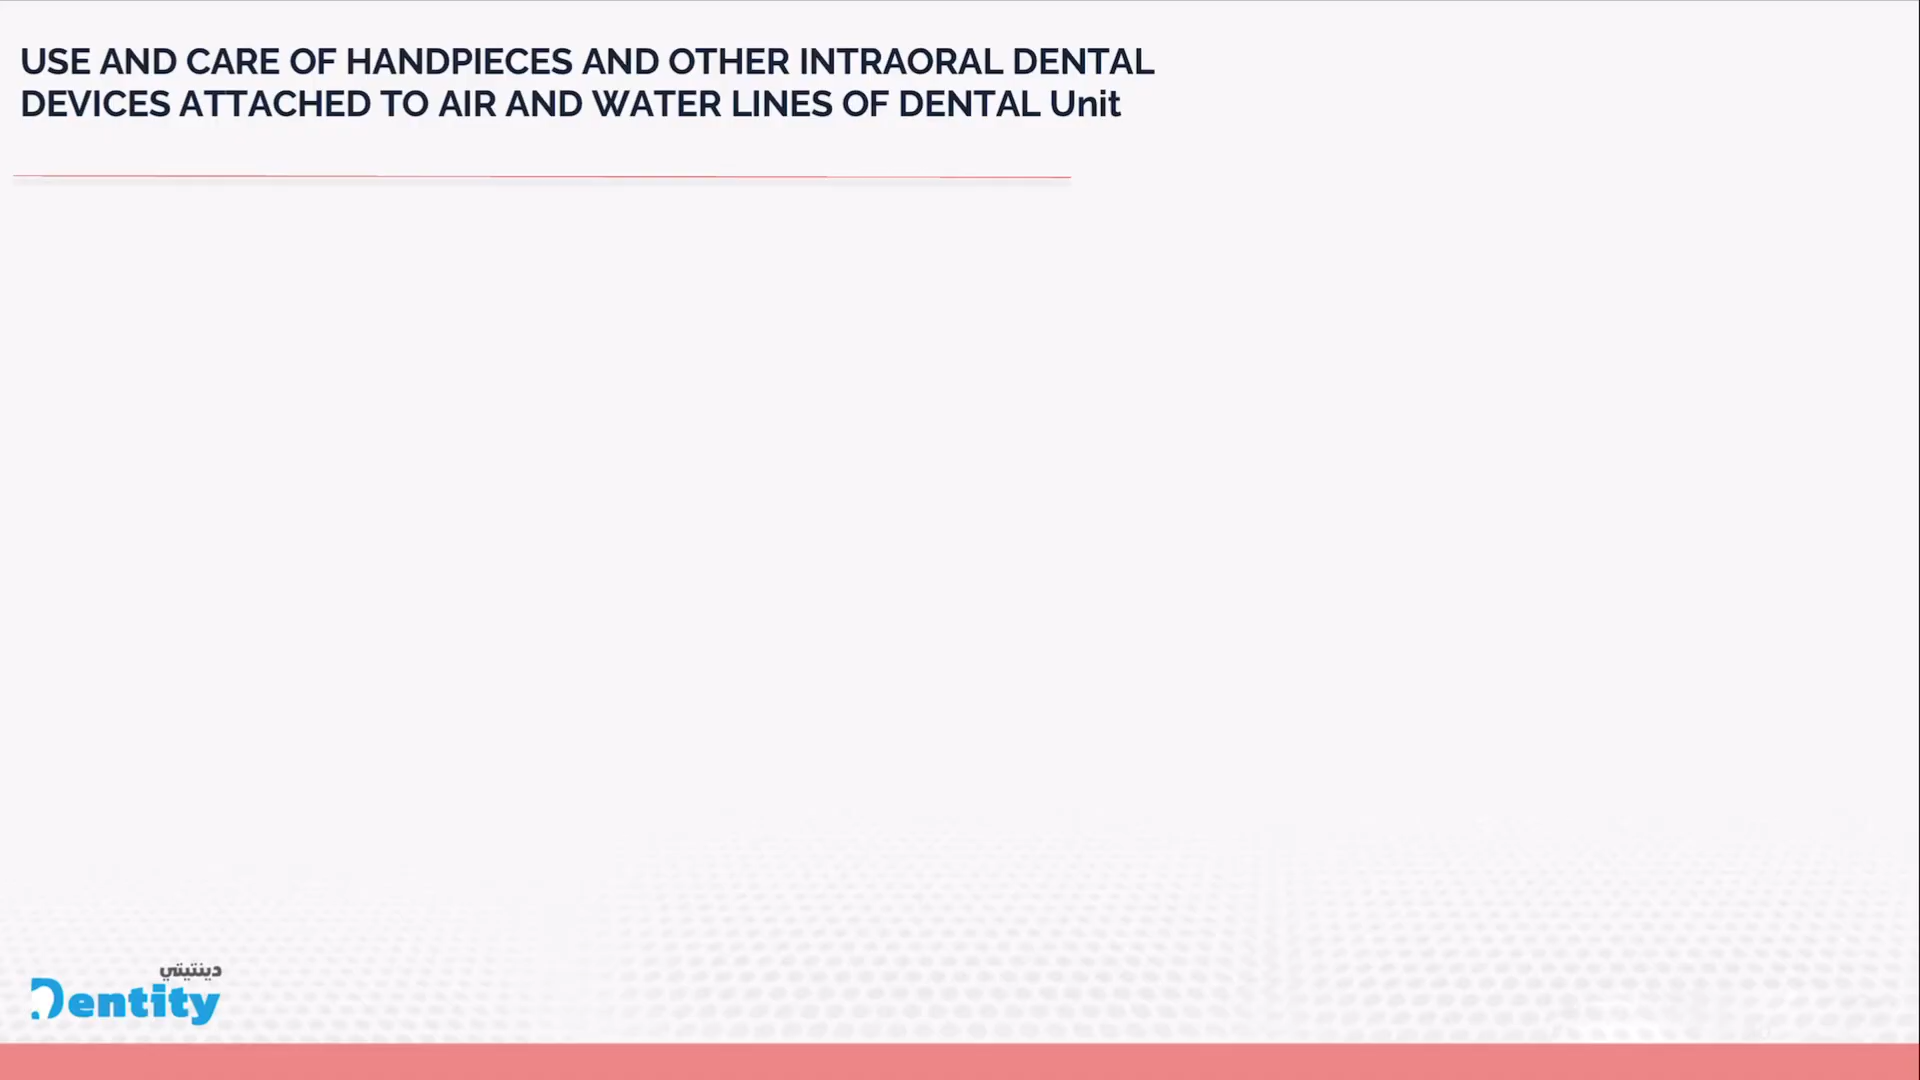 USE AND CARE OF HANDPIECES AND OTHER INTRAORAL DENTAL
DEVICES ATTACHED TO AIR AND WATER LINES OF DENTAL Unit
دينتيتي
Dentity